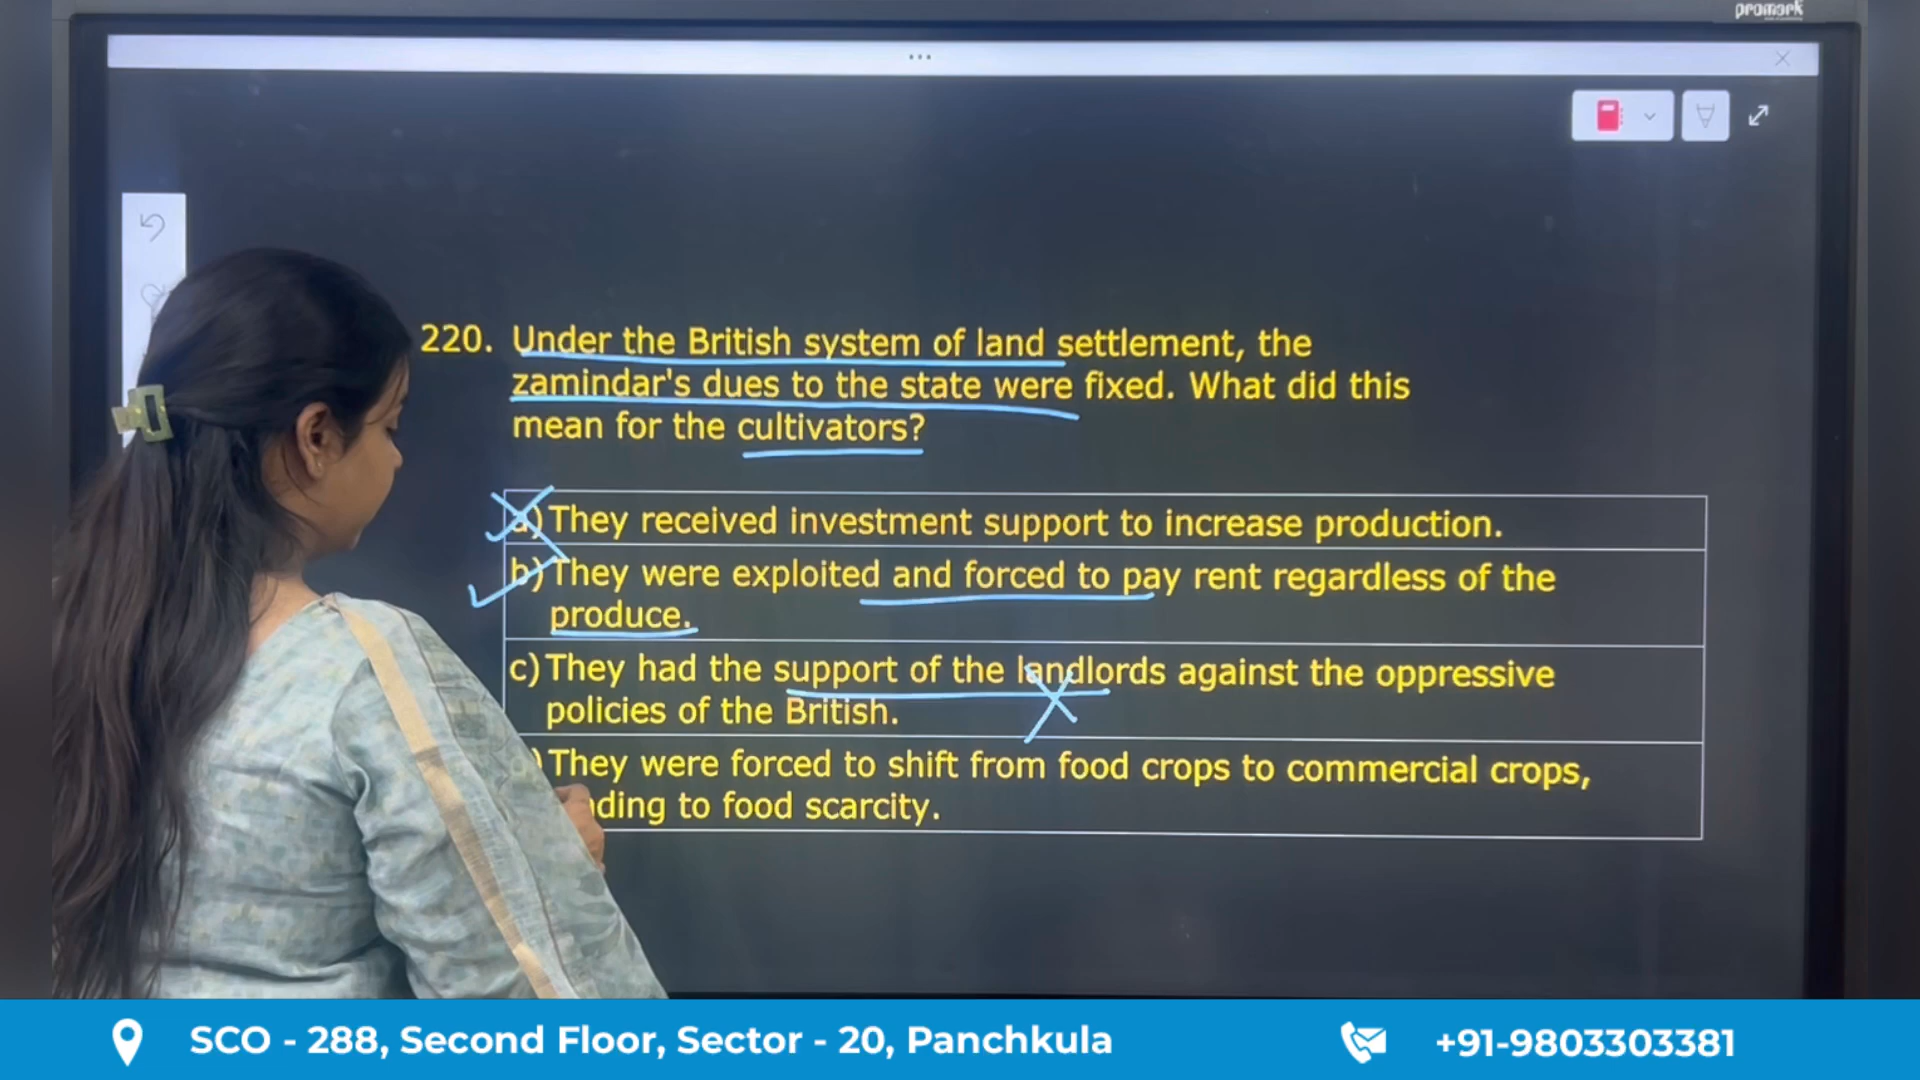 promark
220. Under the British system of land settlement, the
zamindar's dues to the state were fixed. What did this
mean for the cultivators?
a) They received investment support to increase production.
b) They were exploited and forced to pay rent regardless of the
produce.
c) They had the support of the landlords against the oppressive
policies of the British.
) They were forced to shift from food crops to commercial crops,
ding to food scarcity.
SCO - 288, Second Floor, Sector - 20, Panchkula
+91-9803303381